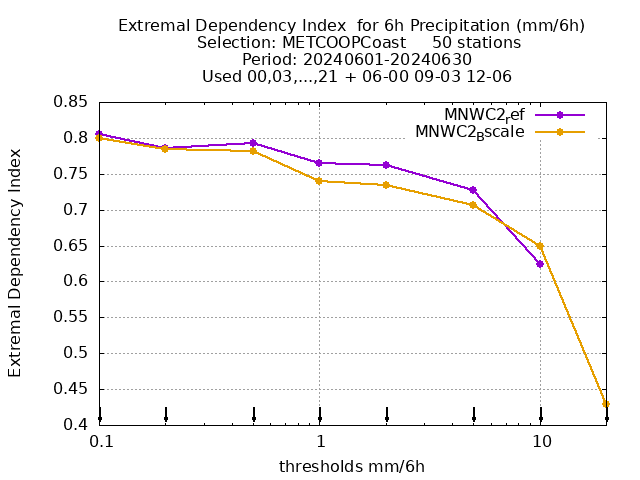 Extremal Dependency Index  for 6h Precipitation (mm/6h)
Selection: METCOOPCoast     50 stations
Period: 20240601-20240630
Used 00,03,...,21 + 06-00 09-03 12-06
MNWC2ref
MNWC2Bscale
0.85
0.8
0.75
0.7
0.65
0.6
0.55
0.5
0.45
0.4
Extremal Dependency Index
0.1
1
10
thresholds mm/6h